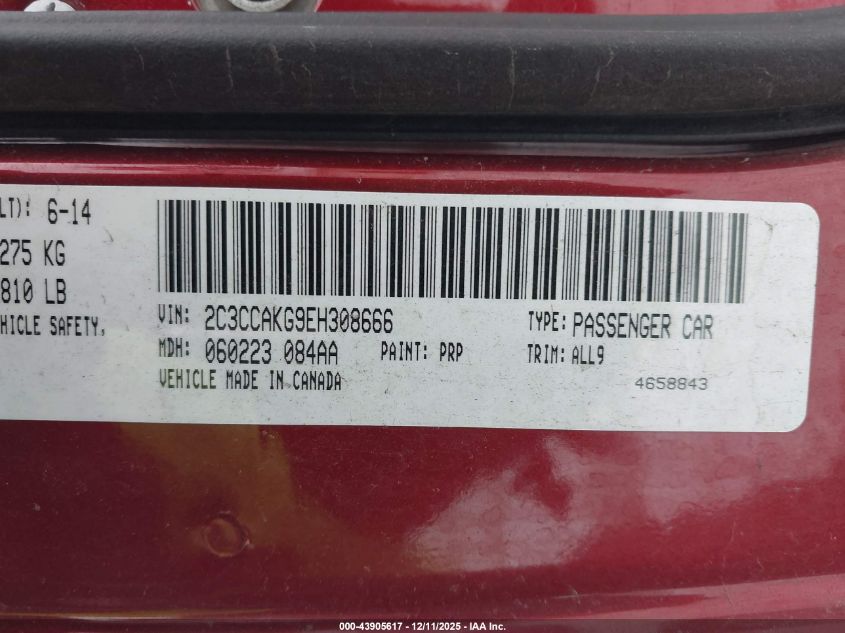 LT): 6-14
275 KG
810 LB
HICLE SAFETY,
VIN: 2C3CCAKG9EH308666 TYPE: PASSENGER CAR
MDH: 060223 084AA PAINT: PRP TRIM: ALL9
VEHICLE MADE IN CANADA 4658843
000-43905617 - 12/11/2025 - IAA Inc.